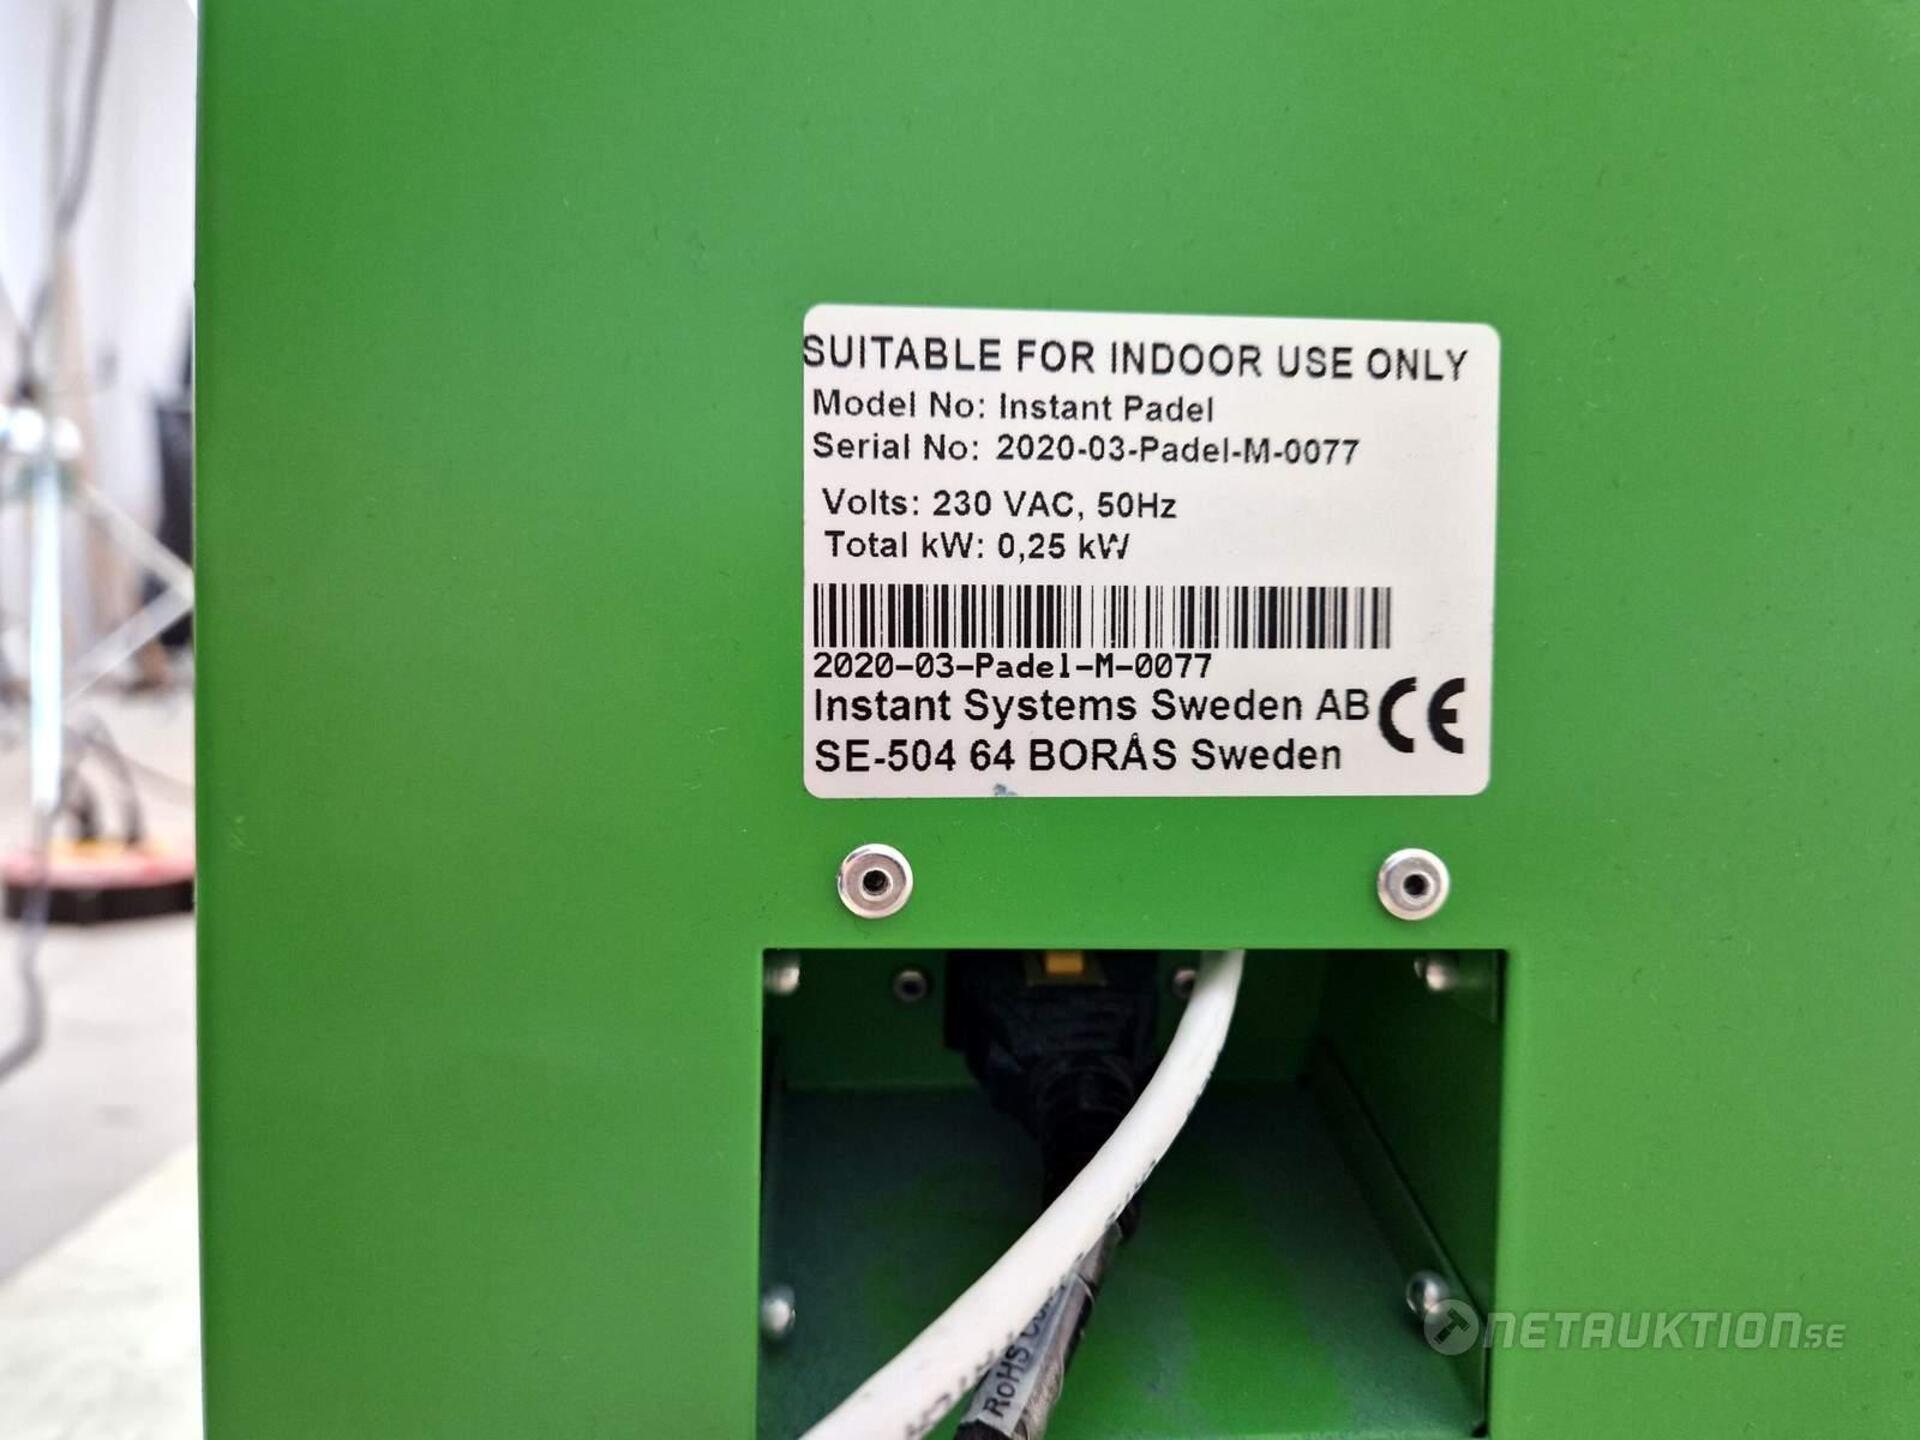 SUITABLE FOR INDOOR USE ONLY
Model No: Instant Padel
Serial No: 2020-03-Padel-M-0077
Volts: 230 VAC, 50Hz
Total kW: 0,25 kW
2020-03-Padel-M-0077
Instant Systems Sweden AB CE
SE-504 64 BORÅS Sweden
RoHS
NETAUKTION.SE